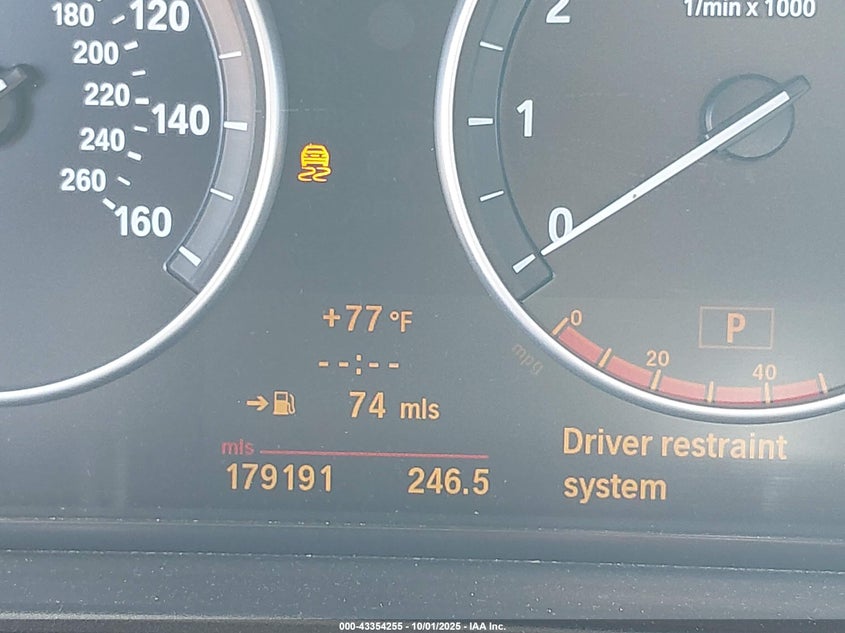 180 120
200
220
140
240
260
160
2
1/min x 1000
1
0
+77 °F
--:--
74 mls
mls
179191 246.5
0
20
40
mpg
P
Driver restraint
system
000-43354255 - 10/01/2025 - IAA Inc.